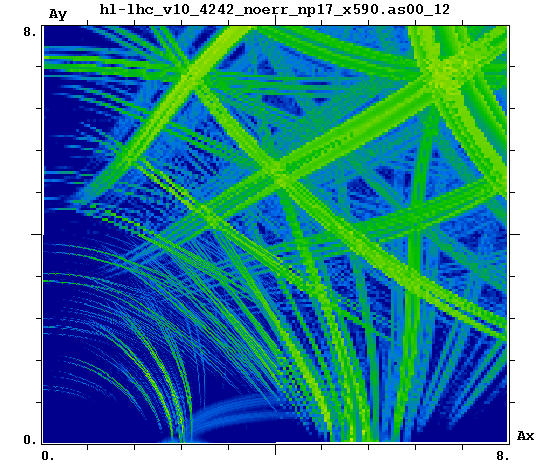 hl-lhc_v10_4242_noerr_np17_x590.as00_12
Ay
8.
0.
0.
8.
Ax